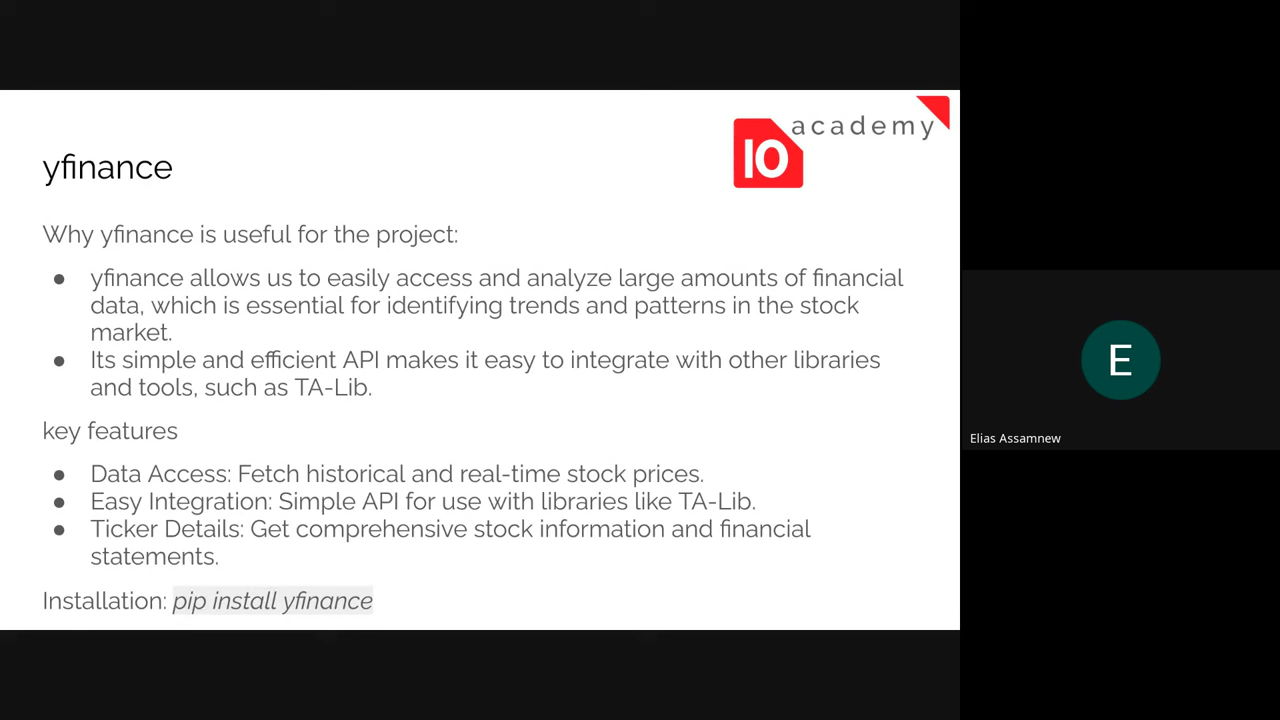 academy
10
yfinance
Why yfinance is useful for the project:
● yfinance allows us to easily access and analyze large amounts of financial
data, which is essential for identifying trends and patterns in the stock
market.
● Its simple and efficient API makes it easy to integrate with other libraries
and tools, such as TA-Lib.
key features
● Data Access: Fetch historical and real-time stock prices.
● Easy Integration: Simple API for use with libraries like TA-Lib.
● Ticker Details: Get comprehensive stock information and financial
statements.
Installation: pip install yfinance
E
Elias Assamnew